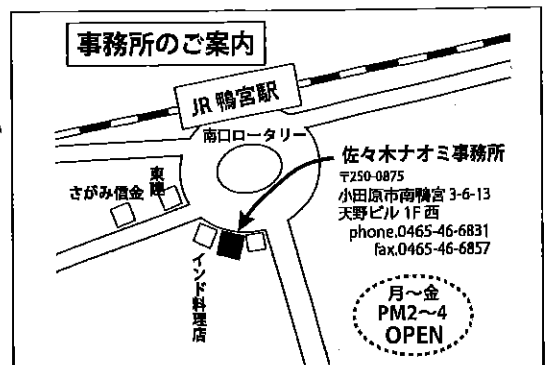 事務所のご案内
JR 鴨宮駅
南口ロータリー
佐々木ナオミ事務所
〒250-0875
小田原市南鴨宮 3-6-13
天野ビル 1F 西
phone.0465-46-6831
fax.0465-46-6857
さがみ信金
東陲
インド料理店
月〜金
PM2〜4
OPEN